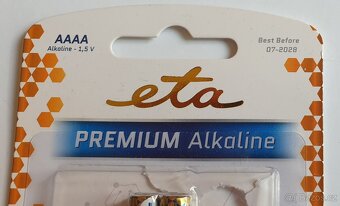 AAAA
Alkaline - 1,5 V
Best Before
07-2028
eta
PREMIUM Alkaline